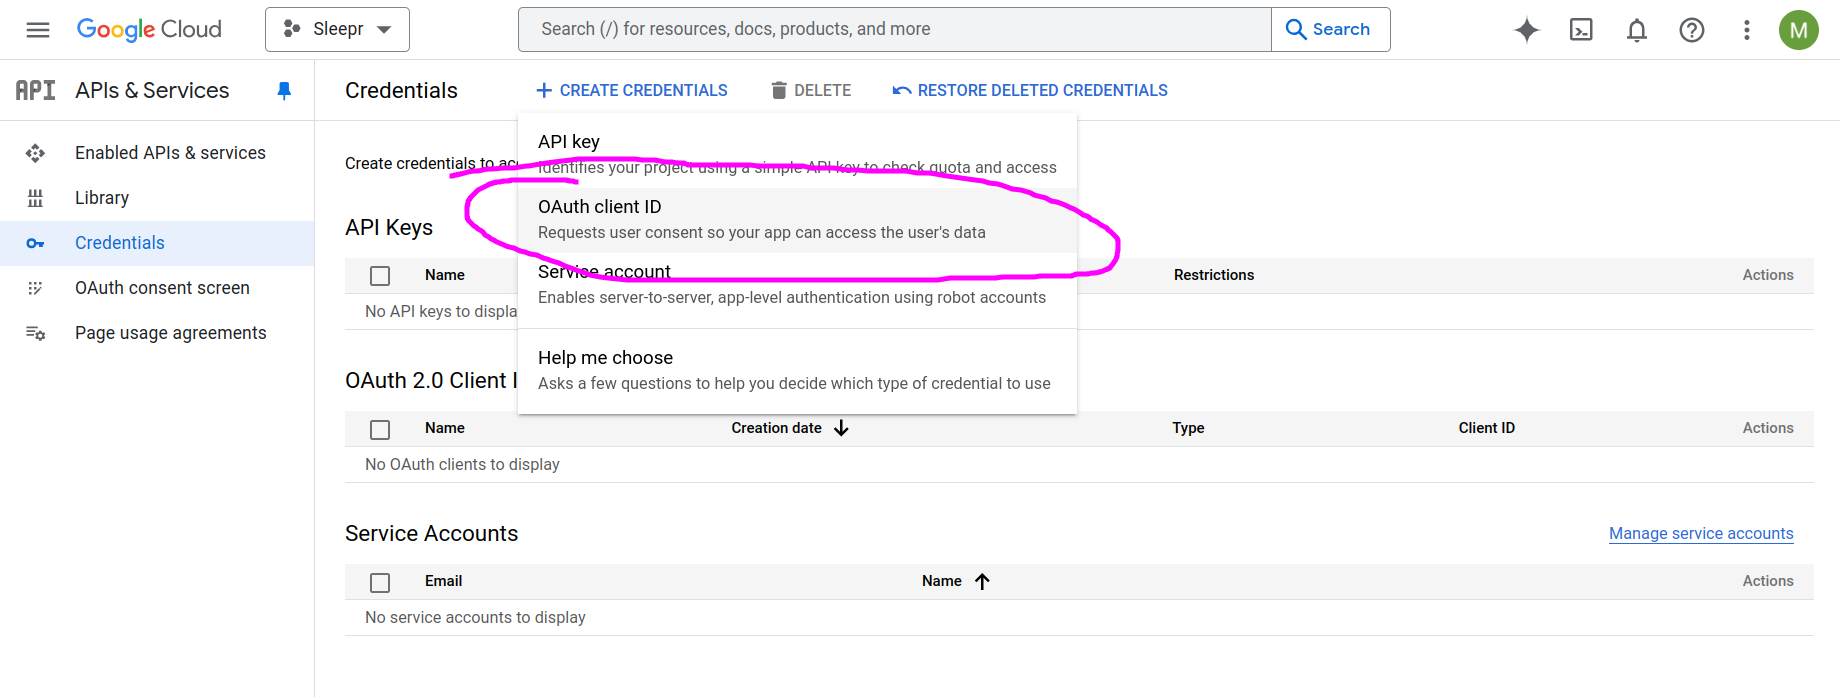 Google Cloud
Sleepr
Search (/) for resources, docs, products, and more
Search
M
API
APIs & Services
Credentials
CREATE CREDENTIALS
DELETE
RESTORE DELETED CREDENTIALS
Enabled APIs & services
Library
Credentials
OAuth consent screen
Page usage agreements
Create credentials to acc
API key
Identifies your project using a simple API key to check quota and access
OAuth client ID
Requests user consent so your app can access the user's data
Service account
Enables server-to-server, app-level authentication using robot accounts
Help me choose
Asks a few questions to help you decide which type of credential to use
API Keys
Name
Restrictions
Actions
No API keys to displa
OAuth 2.0 Client I
Name
Creation date
Type
Client ID
Actions
No OAuth clients to display
Service Accounts
Manage service accounts
Email
Name
Actions
No service accounts to display